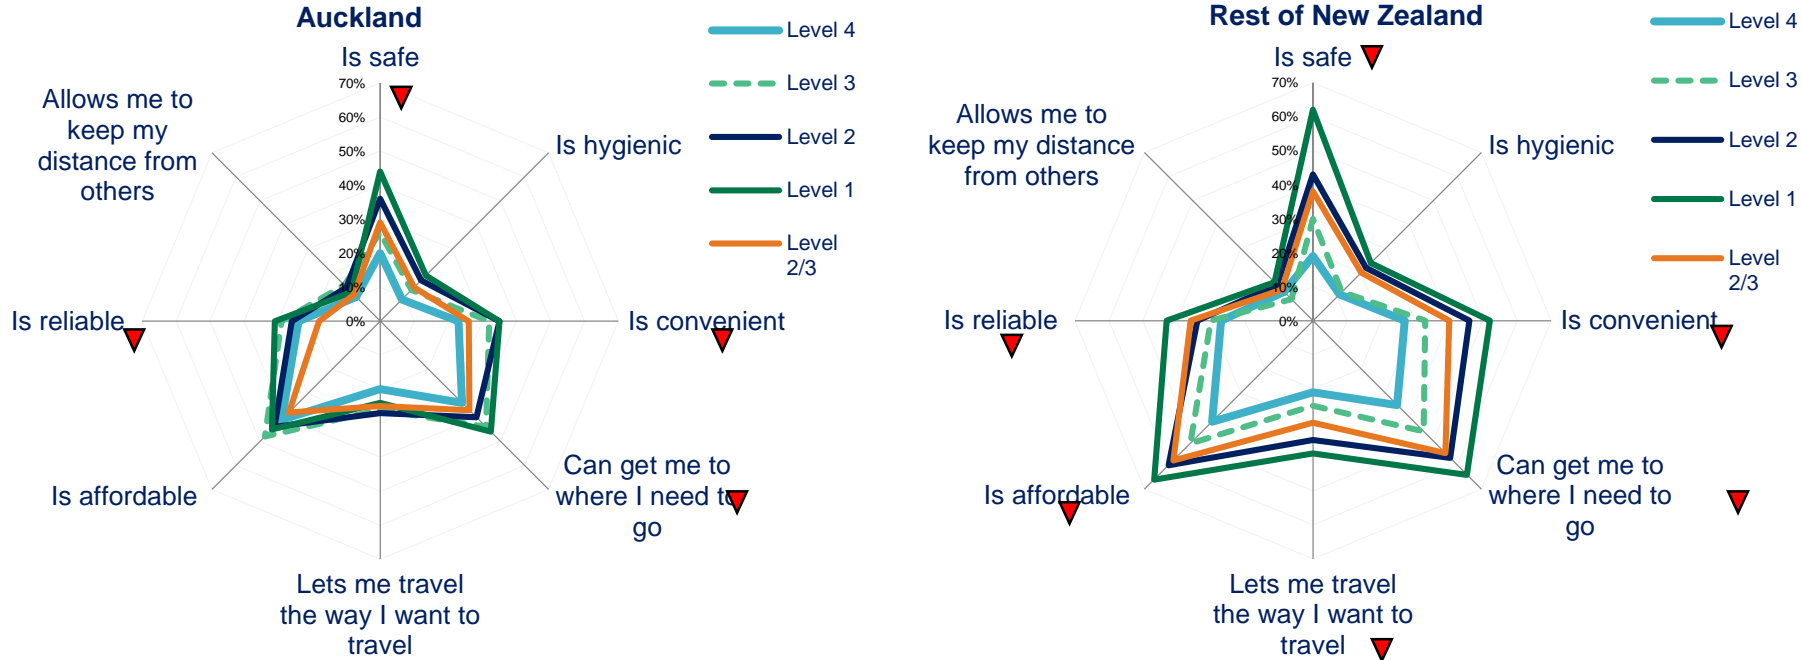 Auckland
Is safe
Is hygienic
Is convenient
Can get me to
where I need to
go
Lets me travel
the way I want to
travel
Is affordable
Is reliable
Allows me to
keep my
distance from
others
70%
60%
50%
40%
30%
20%
10%
0%
Level 4
Level 3
Level 2
Level 1
Level
2/3
Rest of New Zealand
Is safe
Is hygienic
Is convenient
Can get me to
where I need to
go
Lets me travel
the way I want to
travel
Is affordable
Is reliable
Allows me to
keep my distance
from others
70%
60%
50%
40%
30%
20%
10%
0%
Level 4
Level 3
Level 2
Level 1
Level
2/3